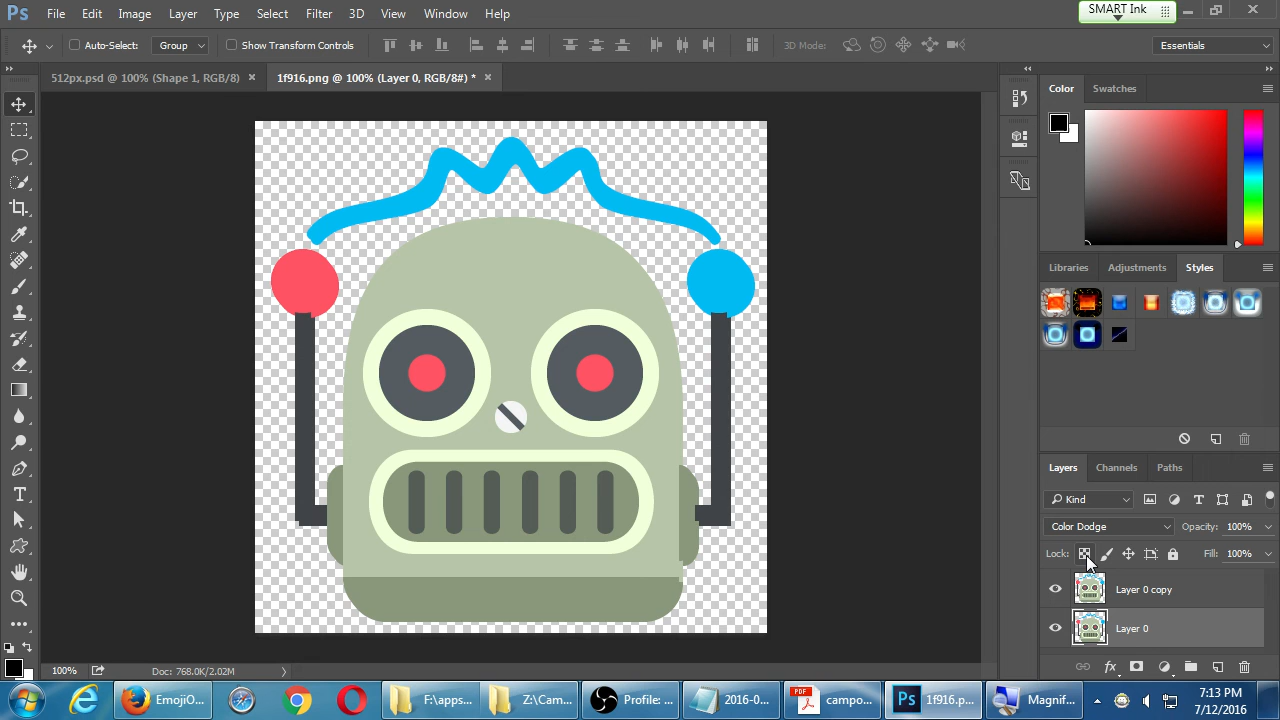 Ps File Edit Image Layer Type Select Filter 3D View Window Help
SMART Ink
Auto-Select: Group Show Transform Controls 3D Mode: Essentials
512px.psd @ 100% (Shape 1, RGB/8) × 1f916.png @ 100% (Layer 0, RGB/8#) * ×
Color Swatches
Libraries Adjustments Styles
Layers Channels Paths
Kind
Color Dodge Opacity: 100%
Lock: Fill: 100%
Layer 0 copy
Layer 0
fx
100% Doc: 768.0K/2.02M
EmojiO... F:\apps... Z:\Cam... Profile: ... 2016-0... PDF campo... Ps 1f916.p... Magnif...
7:13 PM
7/12/2016